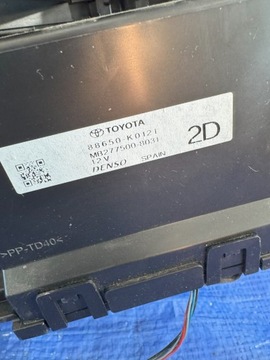 TOYOTA
88650-K0121
MB277500-8031
12V
DENSO SPAIN
2D
>PP-TD40<